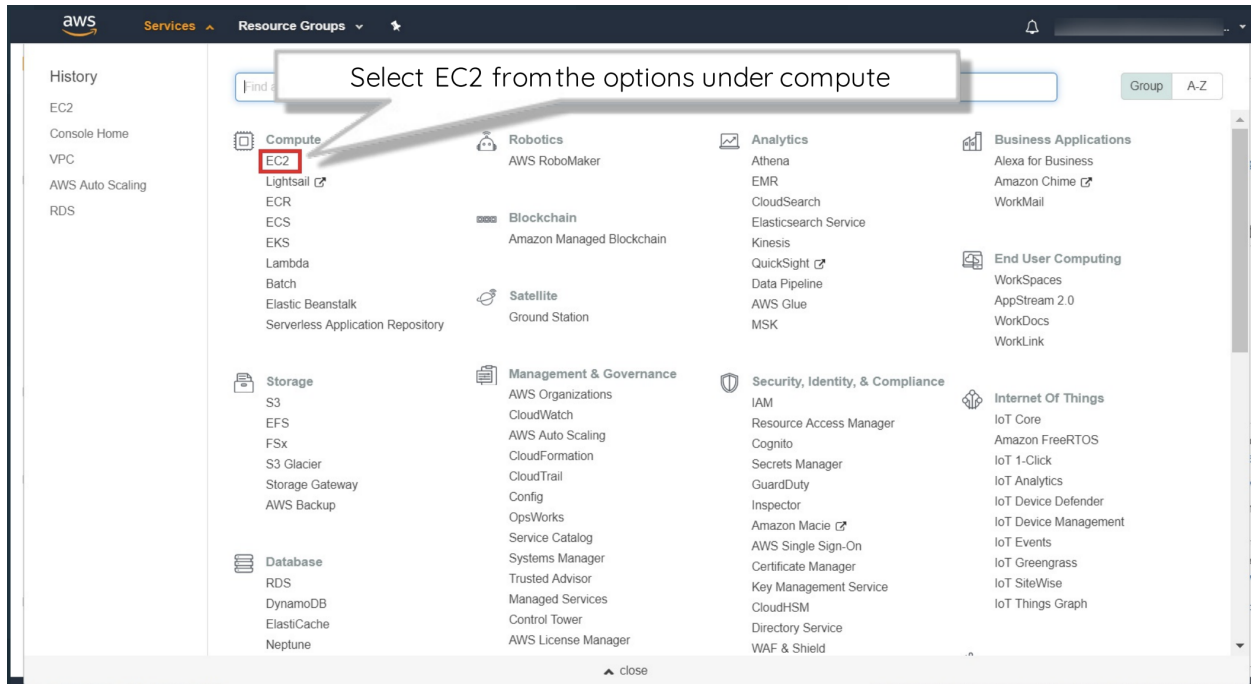 aws
Services
Resource Groups
Select EC2 from the options under compute
History
EC2
Console Home
VPC
AWS Auto Scaling
RDS
Find a
Group
A-Z
Compute
EC2
Lightsail
ECR
ECS
EKS
Lambda
Batch
Elastic Beanstalk
Serverless Application Repository
Storage
S3
EFS
FSx
S3 Glacier
Storage Gateway
AWS Backup
Database
RDS
DynamoDB
ElastiCache
Neptune
Robotics
AWS RoboMaker
Blockchain
Amazon Managed Blockchain
Satellite
Ground Station
Management & Governance
AWS Organizations
CloudWatch
AWS Auto Scaling
CloudFormation
CloudTrail
Config
OpsWorks
Service Catalog
Systems Manager
Trusted Advisor
Managed Services
Control Tower
AWS License Manager
Analytics
Athena
EMR
CloudSearch
Elasticsearch Service
Kinesis
QuickSight
Data Pipeline
AWS Glue
MSK
Security, Identity, & Compliance
IAM
Resource Access Manager
Cognito
Secrets Manager
GuardDuty
Inspector
Amazon Macie
AWS Single Sign-On
Certificate Manager
Key Management Service
CloudHSM
Directory Service
WAF & Shield
Business Applications
Alexa for Business
Amazon Chime
WorkMail
End User Computing
WorkSpaces
AppStream 2.0
WorkDocs
WorkLink
Internet Of Things
IoT Core
Amazon FreeRTOS
IoT 1-Click
IoT Analytics
IoT Device Defender
IoT Device Management
IoT Events
IoT Greengrass
IoT SiteWise
IoT Things Graph
close